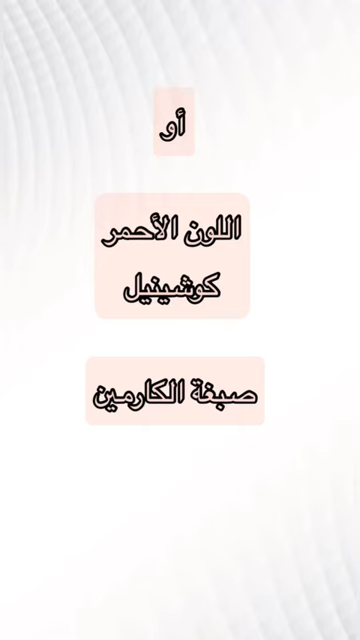 أو
اللون الأحمر
كوشينيل
صبغة الكارمين